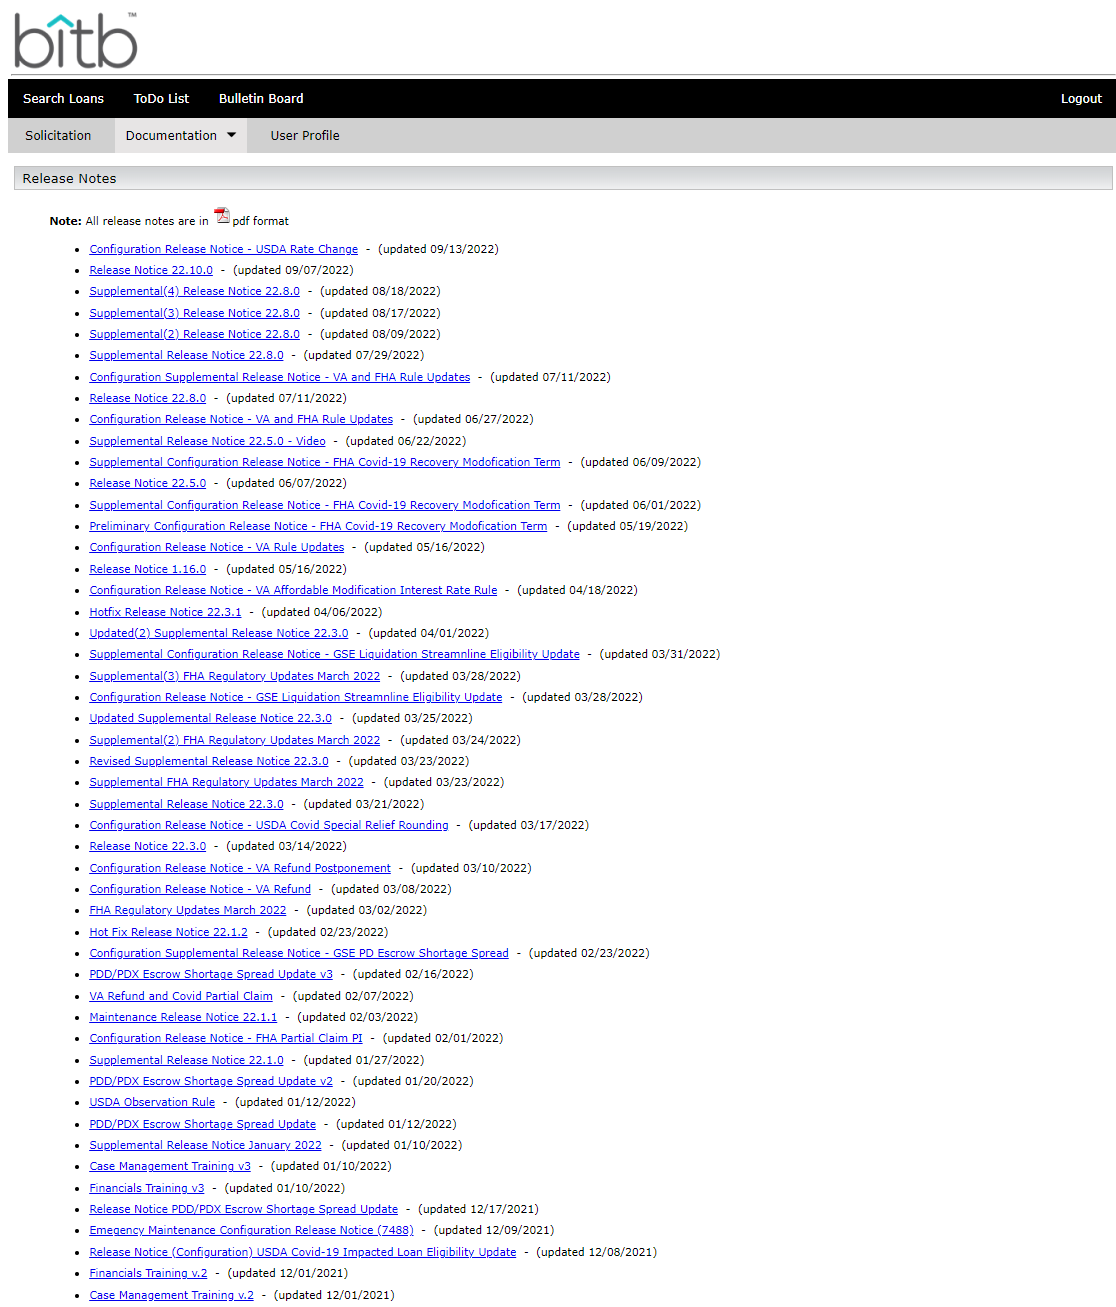 bitb™
Search Loans ToDo List Bulletin Board Logout
Solicitation Documentation User Profile
Release Notes
Note: All release notes are in pdf format
Configuration Release Notice - USDA Rate Change - (updated 09/13/2022)
Release Notice 22.10.0 - (updated 09/07/2022)
Supplemental(4) Release Notice 22.8.0 - (updated 08/18/2022)
Supplemental(3) Release Notice 22.8.0 - (updated 08/17/2022)
Supplemental(2) Release Notice 22.8.0 - (updated 08/09/2022)
Supplemental Release Notice 22.8.0 - (updated 07/29/2022)
Configuration Supplemental Release Notice - VA and FHA Rule Updates - (updated 07/11/2022)
Release Notice 22.8.0 - (updated 07/11/2022)
Configuration Release Notice - VA and FHA Rule Updates - (updated 06/27/2022)
Supplemental Release Notice 22.5.0 - Video - (updated 06/22/2022)
Supplemental Configuration Release Notice - FHA Covid-19 Recovery Modofication Term - (updated 06/09/2022)
Release Notice 22.5.0 - (updated 06/07/2022)
Supplemental Configuration Release Notice - FHA Covid-19 Recovery Modofication Term - (updated 06/01/2022)
Preliminary Configuration Release Notice - FHA Covid-19 Recovery Modofication Term - (updated 05/19/2022)
Configuration Release Notice - VA Rule Updates - (updated 05/16/2022)
Release Notice 1.16.0 - (updated 05/16/2022)
Configuration Release Notice - VA Affordable Modification Interest Rate Rule - (updated 04/18/2022)
Hotfix Release Notice 22.3.1 - (updated 04/06/2022)
Updated(2) Supplemental Release Notice 22.3.0 - (updated 04/01/2022)
Supplemental Configuration Release Notice - GSE Liquidation Streamnline Eligibility Update - (updated 03/31/2022)
Supplemental(3) FHA Regulatory Updates March 2022 - (updated 03/28/2022)
Configuration Release Notice - GSE Liquidation Streamnline Eligibility Update - (updated 03/28/2022)
Updated Supplemental Release Notice 22.3.0 - (updated 03/25/2022)
Supplemental(2) FHA Regulatory Updates March 2022 - (updated 03/24/2022)
Revised Supplemental Release Notice 22.3.0 - (updated 03/23/2022)
Supplemental FHA Regulatory Updates March 2022 - (updated 03/23/2022)
Supplemental Release Notice 22.3.0 - (updated 03/21/2022)
Configuration Release Notice - USDA Covid Special Relief Rounding - (updated 03/17/2022)
Release Notice 22.3.0 - (updated 03/14/2022)
Configuration Release Notice - VA Refund Postponement - (updated 03/10/2022)
Configuration Release Notice - VA Refund - (updated 03/08/2022)
FHA Regulatory Updates March 2022 - (updated 03/02/2022)
Hot Fix Release Notice 22.1.2 - (updated 02/23/2022)
Configuration Supplemental Release Notice - GSE PD Escrow Shortage Spread - (updated 02/23/2022)
PDD/PDX Escrow Shortage Spread Update v3 - (updated 02/16/2022)
VA Refund and Covid Partial Claim - (updated 02/07/2022)
Maintenance Release Notice 22.1.1 - (updated 02/03/2022)
Configuration Release Notice - FHA Partial Claim PI - (updated 02/01/2022)
Supplemental Release Notice 22.1.0 - (updated 01/27/2022)
PDD/PDX Escrow Shortage Spread Update v2 - (updated 01/20/2022)
USDA Observation Rule - (updated 01/12/2022)
PDD/PDX Escrow Shortage Spread Update - (updated 01/12/2022)
Supplemental Release Notice January 2022 - (updated 01/10/2022)
Case Management Training v3 - (updated 01/10/2022)
Financials Training v3 - (updated 01/10/2022)
Release Notice PDD/PDX Escrow Shortage Spread Update - (updated 12/17/2021)
Emegency Maintenance Configuration Release Notice (7488) - (updated 12/09/2021)
Release Notice (Configuration) USDA Covid-19 Impacted Loan Eligibility Update - (updated 12/08/2021)
Financials Training v.2 - (updated 12/01/2021)
Case Management Training v.2 - (updated 12/01/2021)